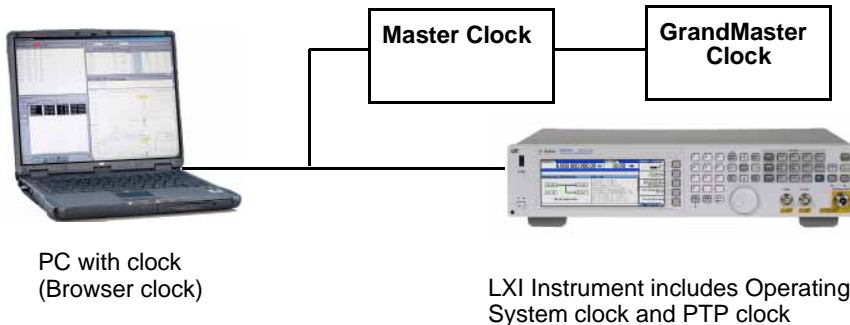 Master Clock
GrandMaster
Clock
PC with clock
(Browser clock)
LXI Instrument includes Operating
System clock and PTP clock